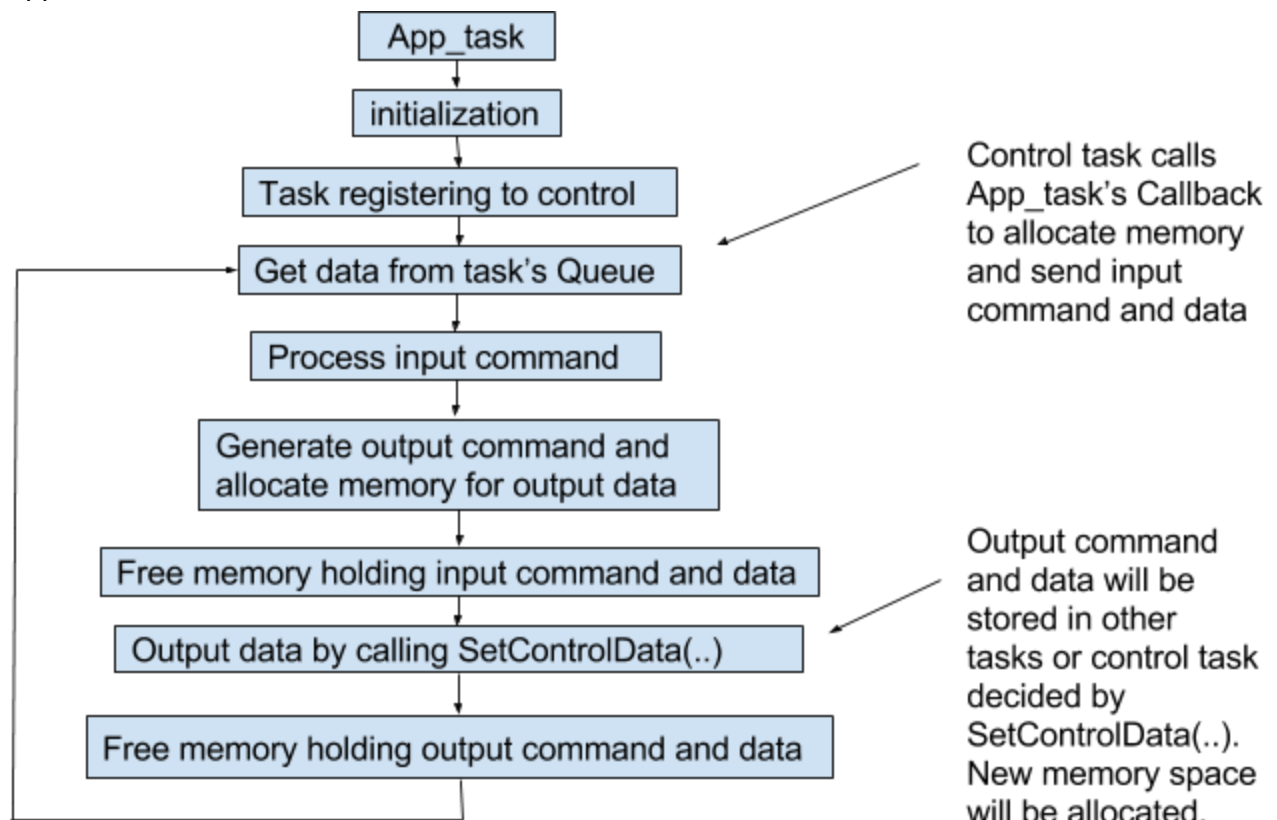 App_task
initialization
Task registering to control
Get data from task's Queue
Process input command
Generate output command and
allocate memory for output data
Free memory holding input command and data
Output data by calling SetControlData(..)
Free memory holding output command and data
Control task calls
App_task's Callback
to allocate memory
and send input
command and data
Output command
and data will be
stored in other
tasks or control task
decided by
SetControlData(..).
New memory space
will be allocated.